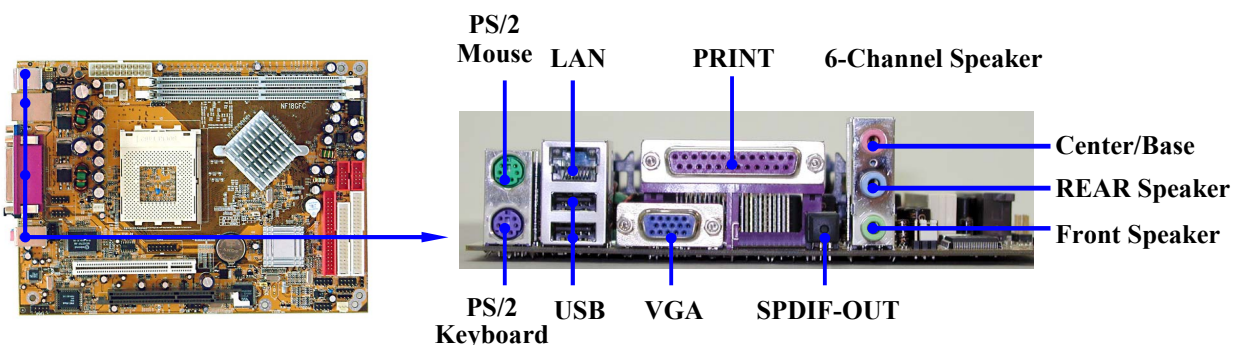 PS/2
Mouse
LAN
PRINT
6-Channel Speaker
NF18GFC
Center/Base
REAR Speaker
Front Speaker
PS/2
Keyboard
USB
VGA
SPDIF-OUT